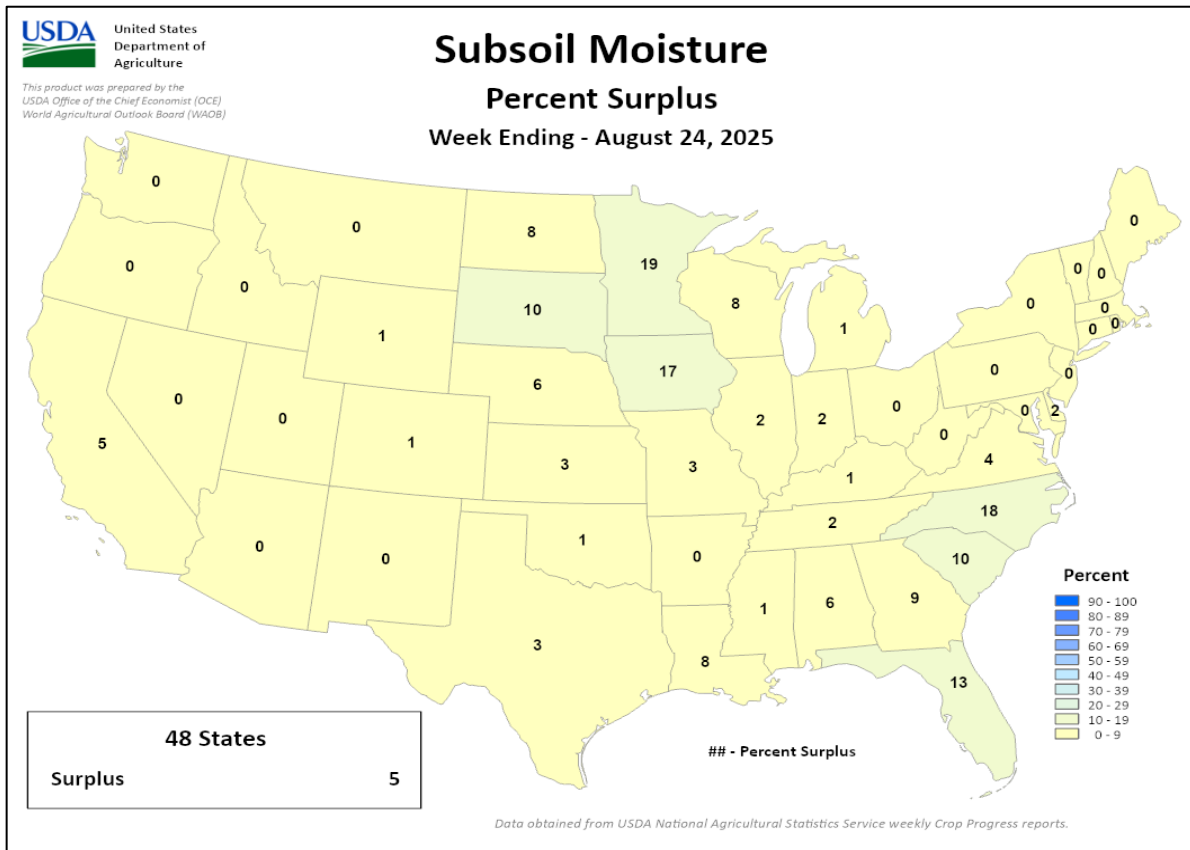 USDA
United States
Department of
Agriculture
This product was prepared by the
USDA Office of the Chief Economist (OCE)
World Agricultural Outlook Board (WAOB)
Subsoil Moisture
Percent Surplus
Week Ending - August 24, 2025
0
0
0
0
8
19
8
1
0
0
0
0
0
0
0
0
1
10
17
6
5
0
0
1
3
3
2
2
0
0
0
0
2
4
1
2
18
10
0
0
1
0
1
6
9
3
8
13
Percent
90 - 100
80 - 89
70 - 79
60 - 69
50 - 59
40 - 49
30 - 39
20 - 29
10 - 19
0 - 9
## - Percent Surplus
48 States
Surplus 5
Data obtained from USDA National Agricultural Statistics Service weekly Crop Progress reports.